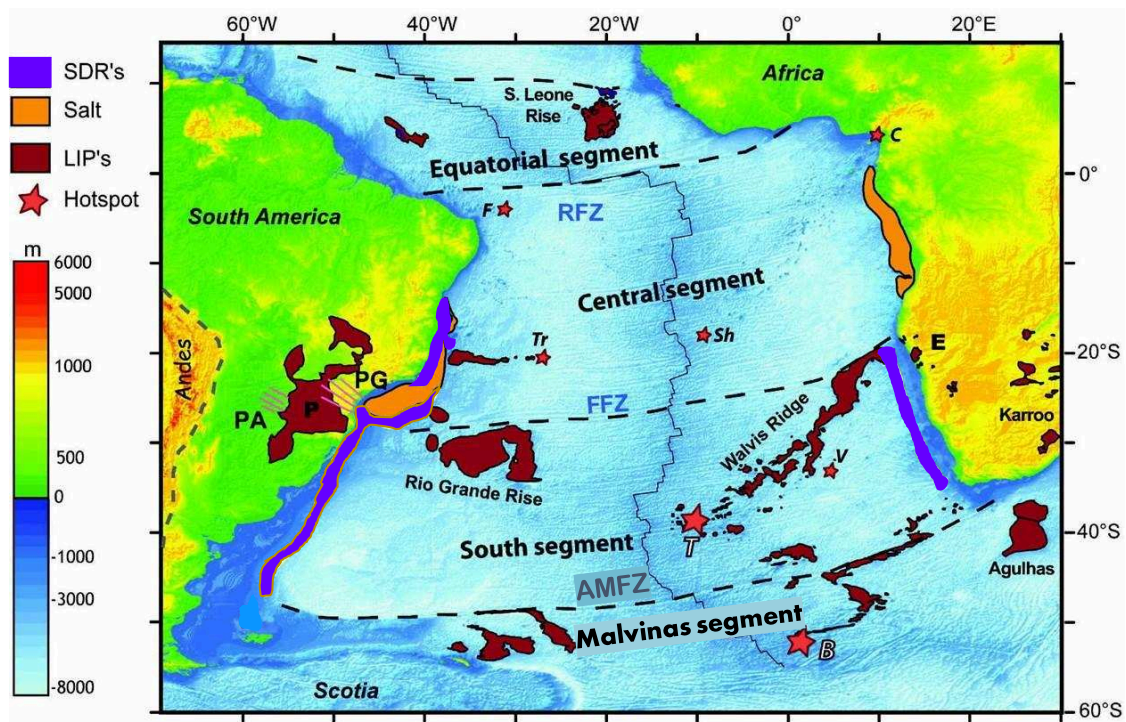 60°W
40°W
20°W
0°
20°E
SDR's
Salt
LIP's
Hotspot
m
6000
5000
1000
500
0
-1000
-3000
-8000
Africa
S. Leone
Rise
C
Equatorial segment
0°
South America
F
RFZ
Central segment
Tr
Sh
E
20°S
Andes
PG
PA
P
FFZ
Karroo
Walvis Ridge
V
Rio Grande Rise
T
40°S
South segment
Agulhas
AMFZ
Malvinas segment
B
Scotia
60°S